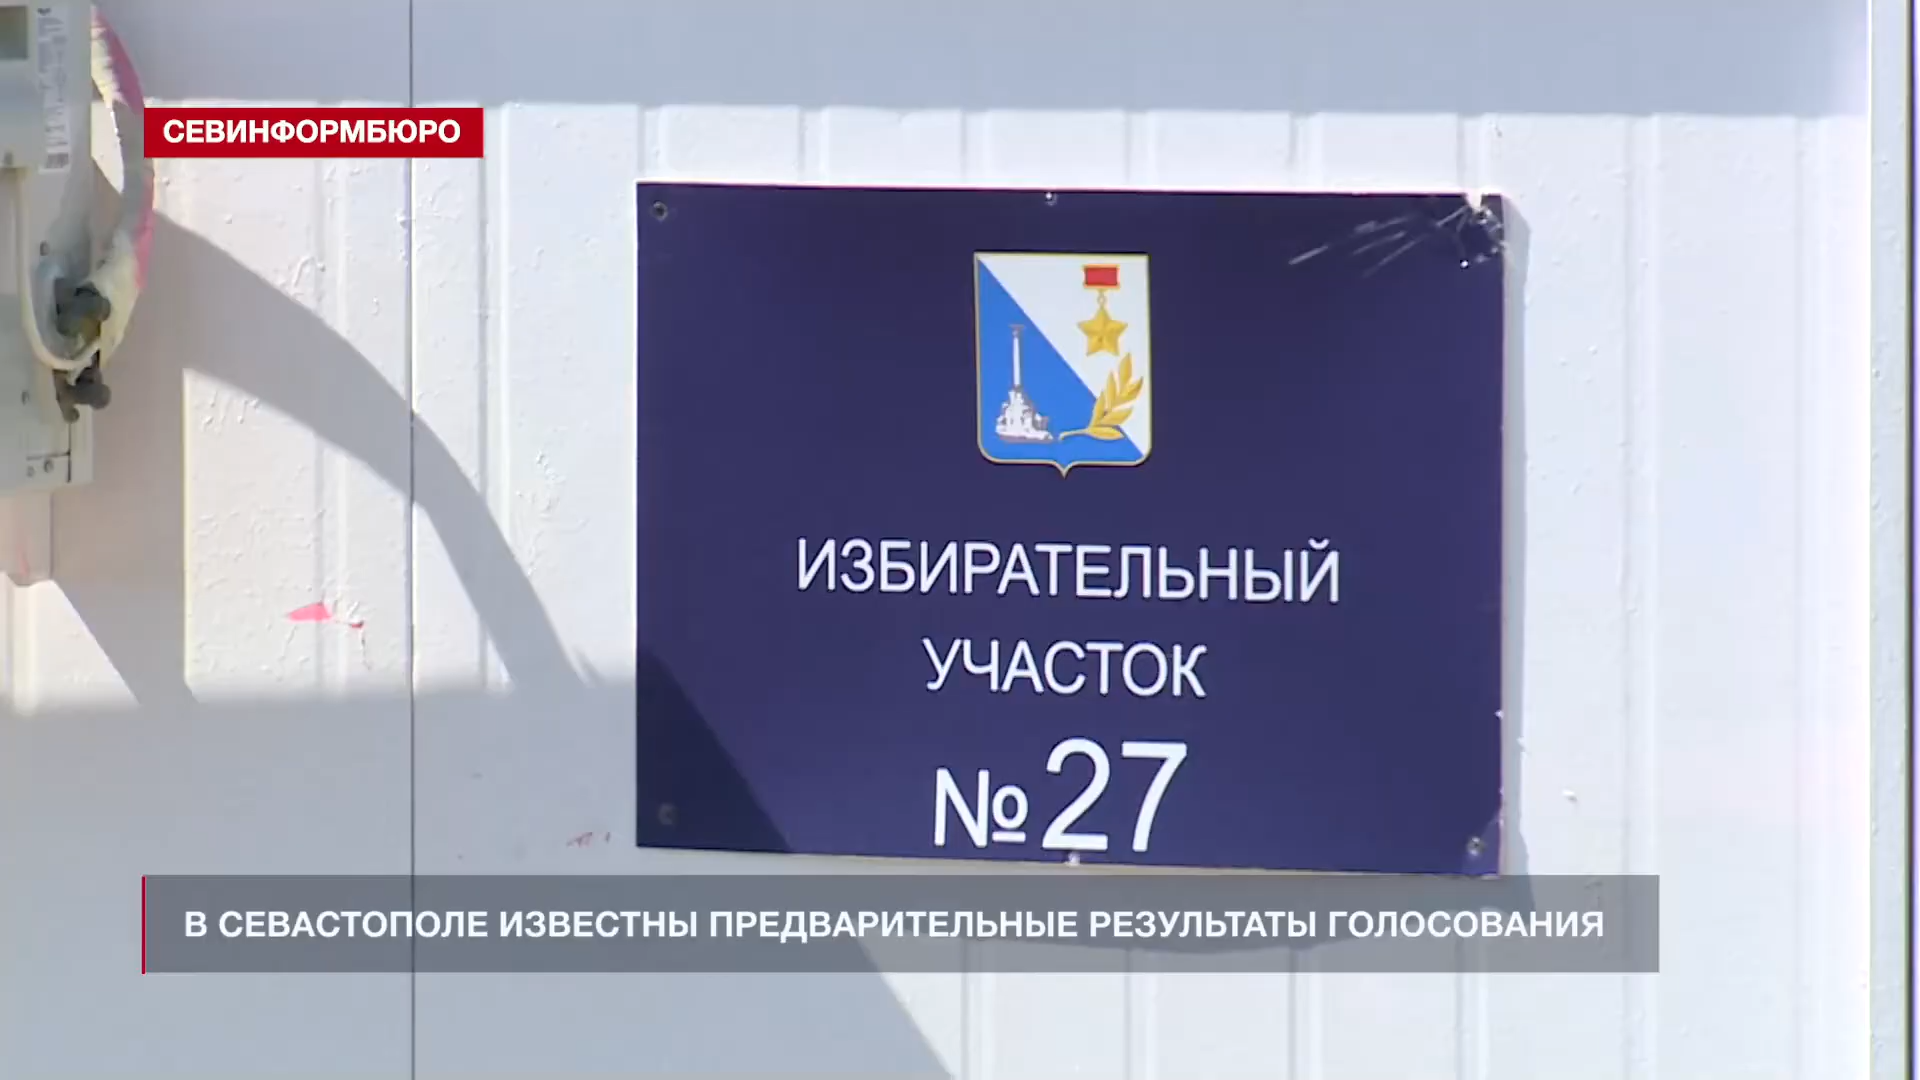 СЕВИНФОРМБЮРО
ИЗБИРАТЕЛЬНЫЙ
УЧАСТОК
№27
В СЕВАСТОПОЛЕ ИЗВЕСТНЫ ПРЕДВАРИТЕЛЬНЫЕ РЕЗУЛЬТАТЫ ГОЛОСОВАНИЯ